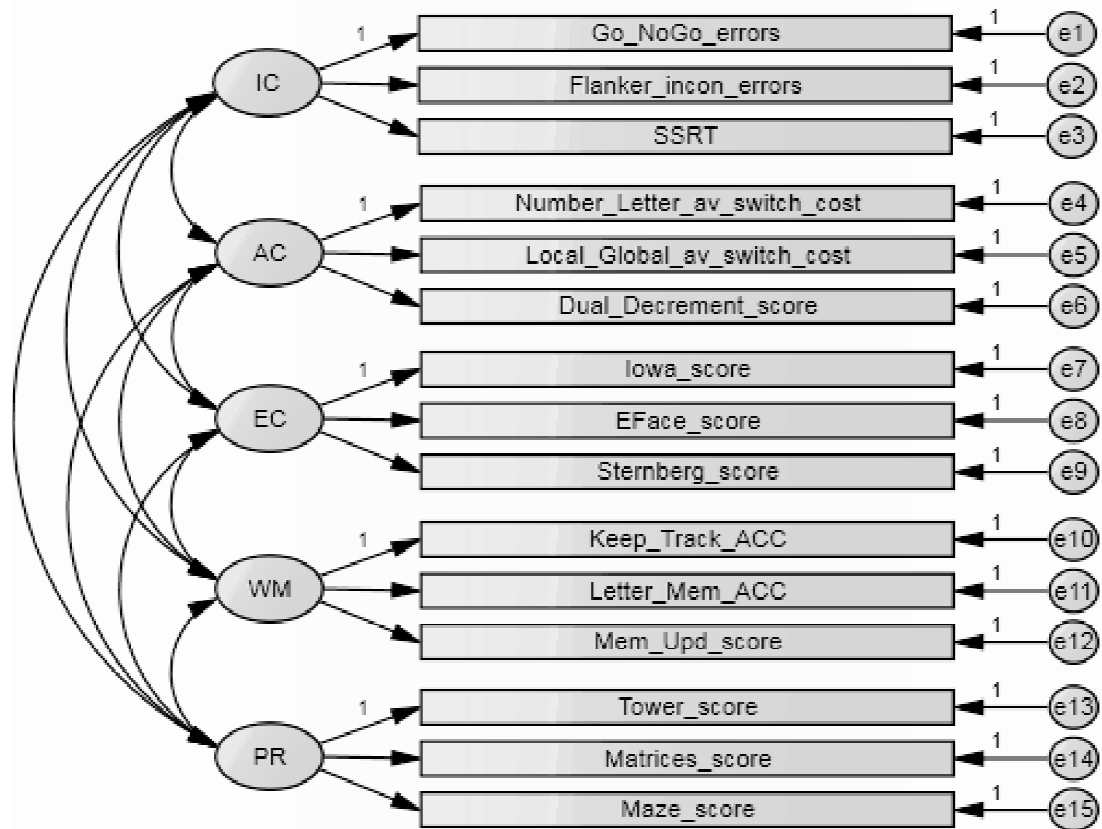 1 Go_NoGo_errors 1 e1
IC Flanker_incon_errors 1 e2
SSRT 1 e3
1 Number_Letter_av_switch_cost 1 e4
AC Local_Global_av_switch_cost 1 e5
Dual_Decrement_score 1 e6
1 Iowa_score 1 e7
EC EFace_score 1 e8
Sternberg_score 1 e9
1 Keep_Track_ACC 1 e10
WM Letter_Mem_ACC 1 e11
Mem_Upd_score 1 e12
1 Tower_score 1 e13
PR Matrices_score 1 e14
Maze_score 1 e15